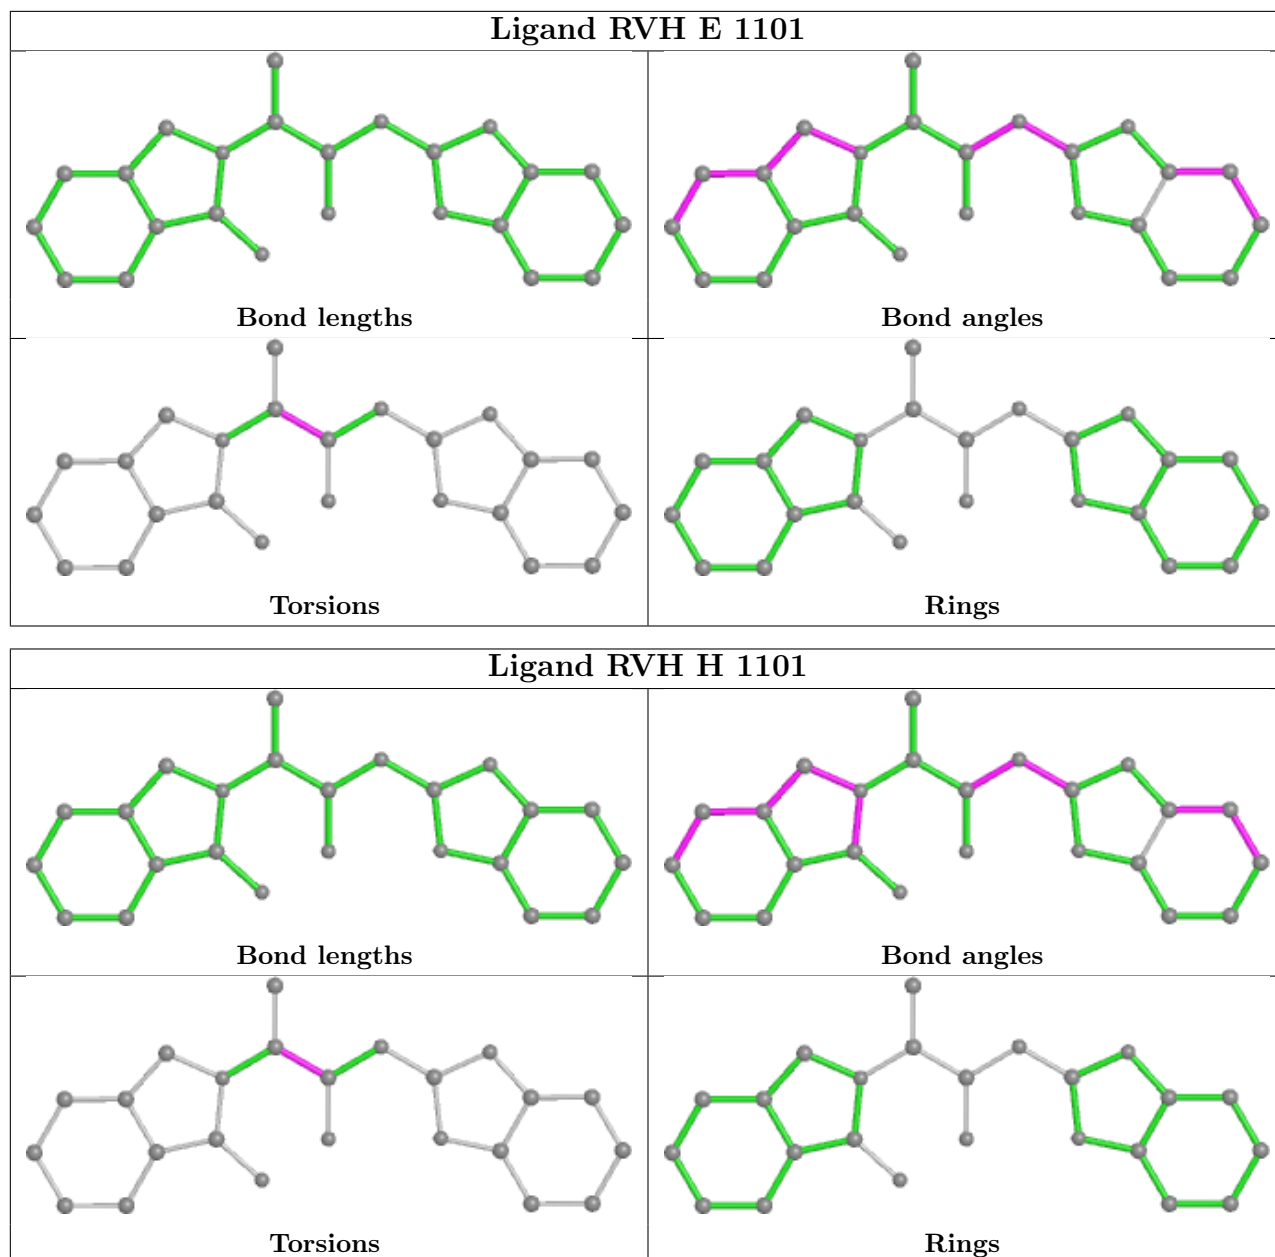 Ligand RVH E 1101
Bond lengths
Bond angles
Torsions
Rings
Ligand RVH H 1101
Bond lengths
Bond angles
Torsions
Rings